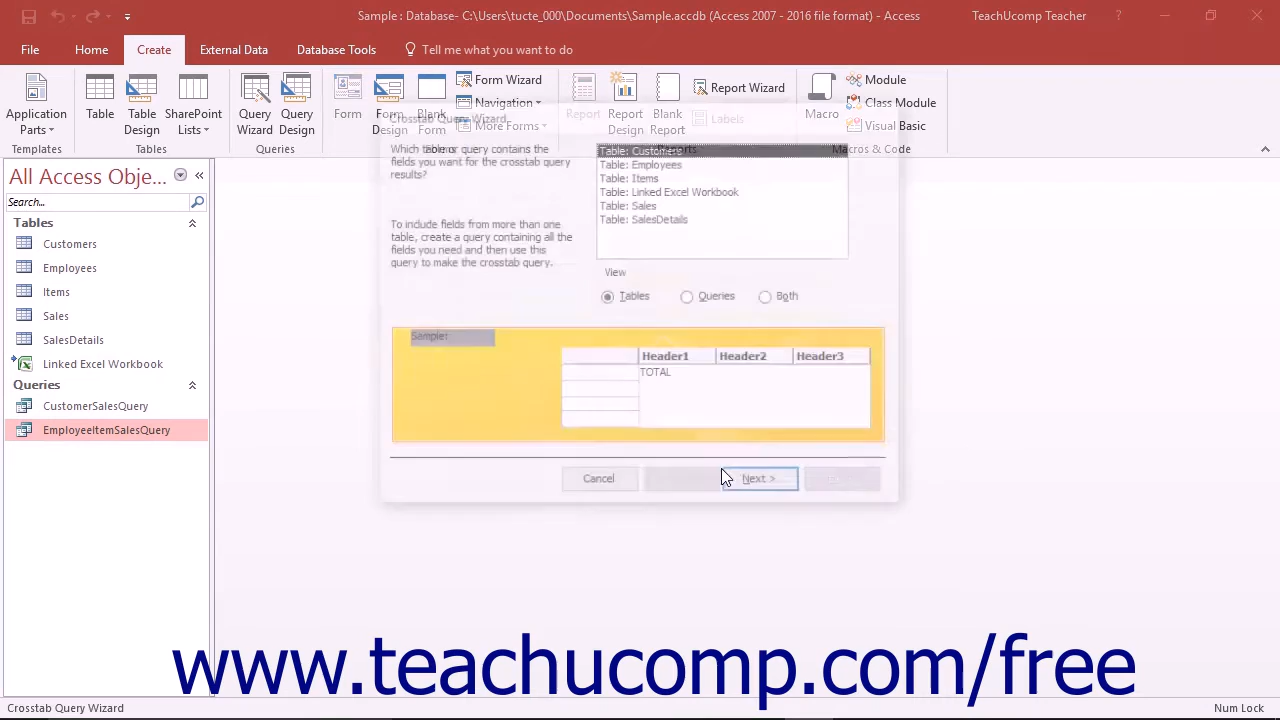 Sample : Database- C:\Users\tucte_000\Documents\Sample.accdb (Access 2007 - 2016 file format) - Access
TeachUcomp Teacher
?
File
Home
Create
External Data
Database Tools
Tell me what you want to do
Application Parts
Templates
Table
Table Design
SharePoint Lists
Tables
Query Wizard
Query Design
Queries
Form
Form Design
Blank Form
Form Wizard
Navigation
More Forms
Forms
Report
Report Design
Blank Report
Report Wizard
Labels
Reports
Macro
Module
Class Module
Visual Basic
Macros & Code
All Access Obje...
Search...
Tables
Customers
Employees
Items
Sales
SalesDetails
Linked Excel Workbook
Queries
CustomerSalesQuery
EmployeeItemSalesQuery
Crosstab Query Wizard
Which table or query contains the
fields you want for the crosstab query
results?
To include fields from more than one
table, create a query containing all the
fields you need and then use this
query to make the crosstab query.
Table: Customers
Table: Employees
Table: Items
Table: Linked Excel Workbook
Table: Sales
Table: SalesDetails
View
Tables
Queries
Both
Sample:
Header1
Header2
Header3
TOTAL
Cancel
Next >
www.teachucomp.com/free
Crosstab Query Wizard
Num Lock